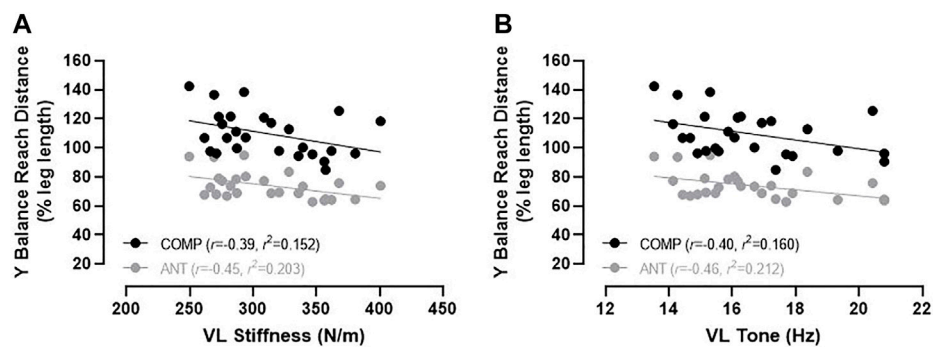 A
B
Y Balance Reach Distance
(% leg length)
160
140
120
100
80
60
40
20
COMP (r=-0.39, r²=0.152)
ANT (r=-0.45, r²=0.203)
200
250
300
350
400
450
VL Stiffness (N/m)
Y Balance Reach Distance
(% leg length)
160
140
120
100
80
60
40
20
COMP (r=-0.40, r²=0.160)
ANT (r=-0.46, r²=0.212)
12
14
16
18
20
22
VL Tone (Hz)